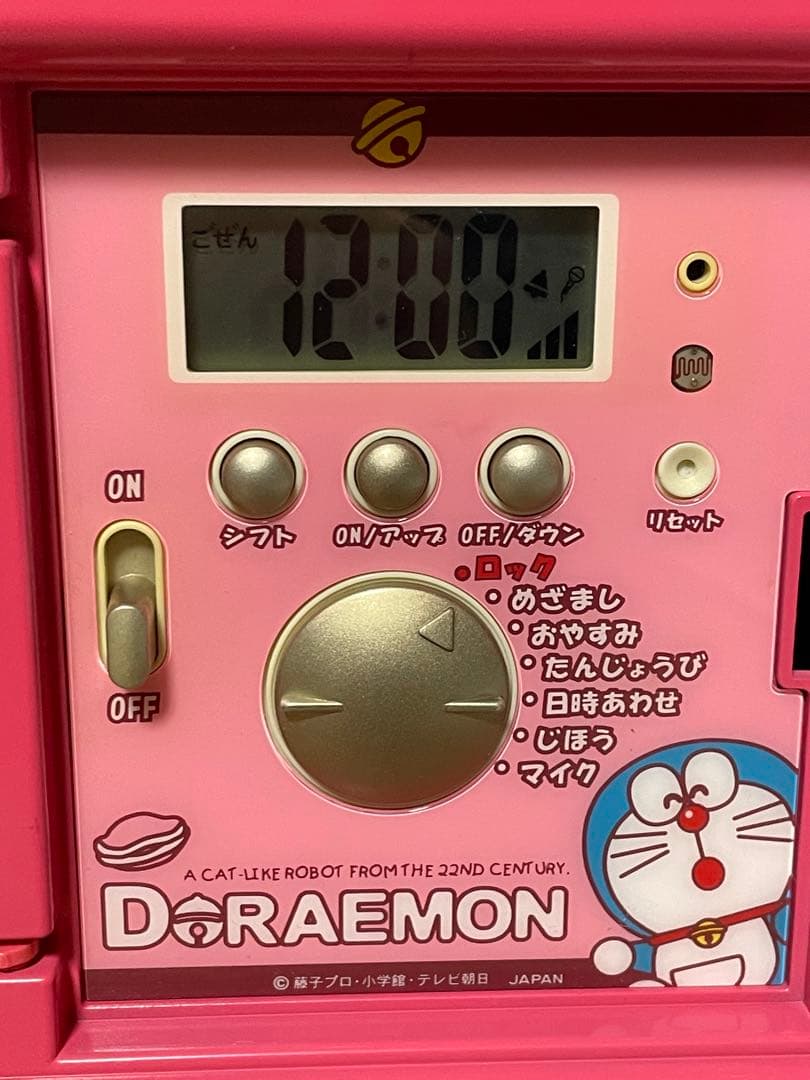 ごぜん 12:00
ON
シフト ON/アップ OFF/ダウン リセット
OFF
ロック
めざまし
おやすみ
たんじょうび
日時あわせ
じほう
マイク
A CAT-LIKE ROBOT FROM THE 22ND CENTURY.
DORAEMON
©藤子プロ・小学館・テレビ朝日 JAPAN